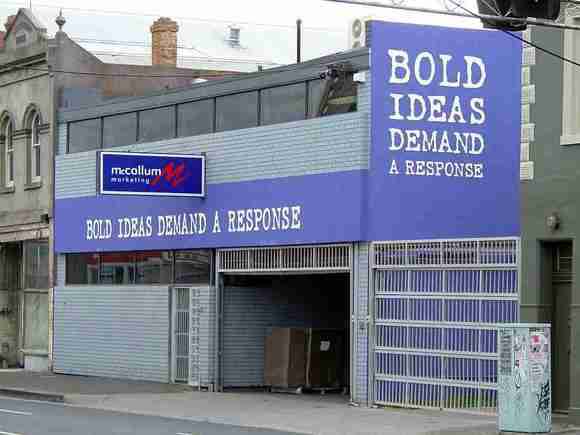 BOLD
IDEAS
DEMAND
A RESPONSE
mccollum
marketing
BOLD IDEAS DEMAND A RESPONSE